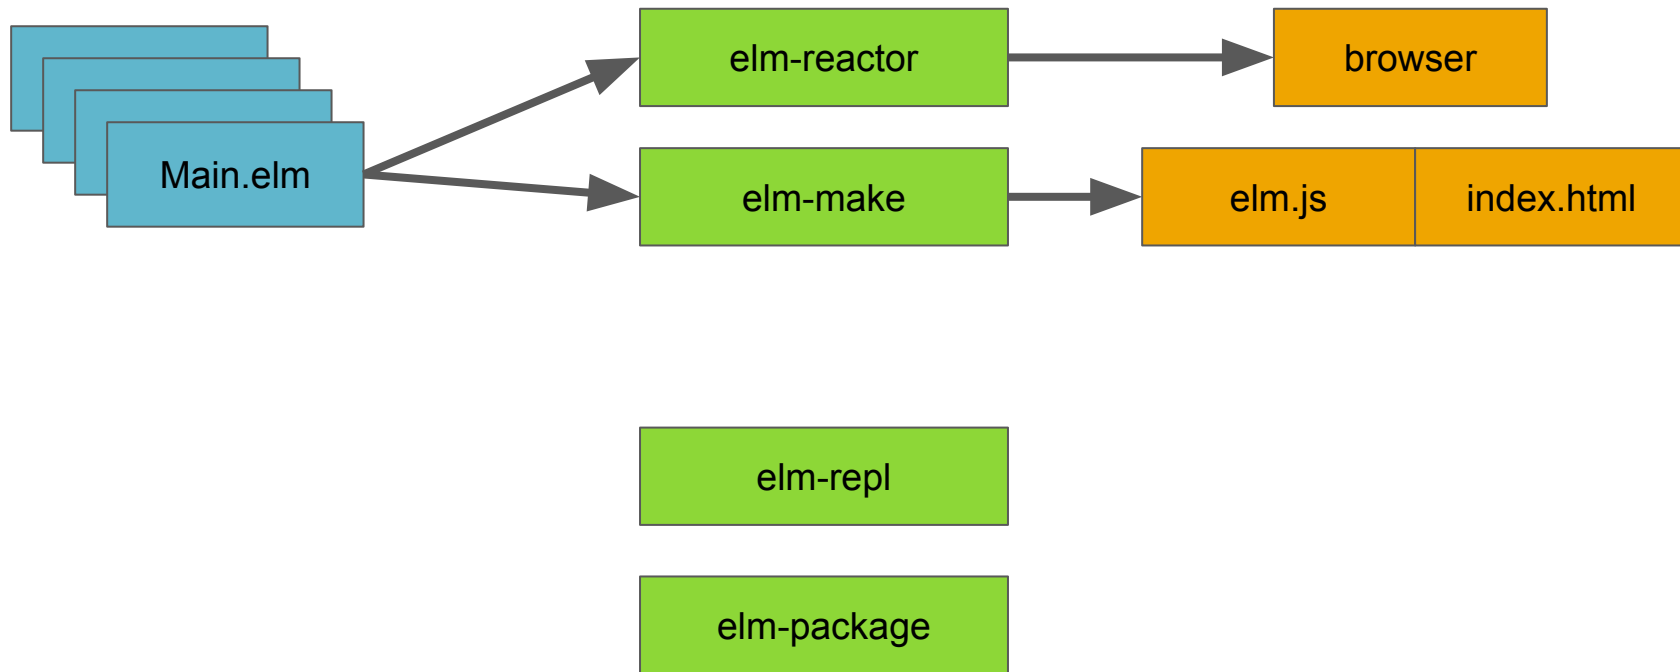 elm-reactor
browser
Main.elm
elm-make
elm.js
index.html
elm-repl
elm-package